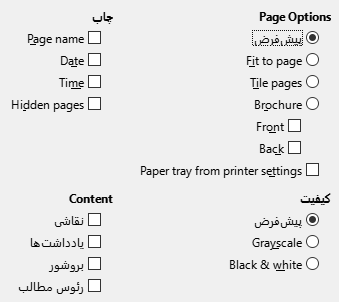 Page Options
پیش‌فرض
Fit to page
Tile pages
Brochure
Front
Back
Paper tray from printer settings
چاپ
Page name
Date
Time
Hidden pages
کیفیت
پیش‌فرض
Grayscale
Black & white
Content
نقاشی
یادداشت‌ها
بروشور
رئوس مطالب